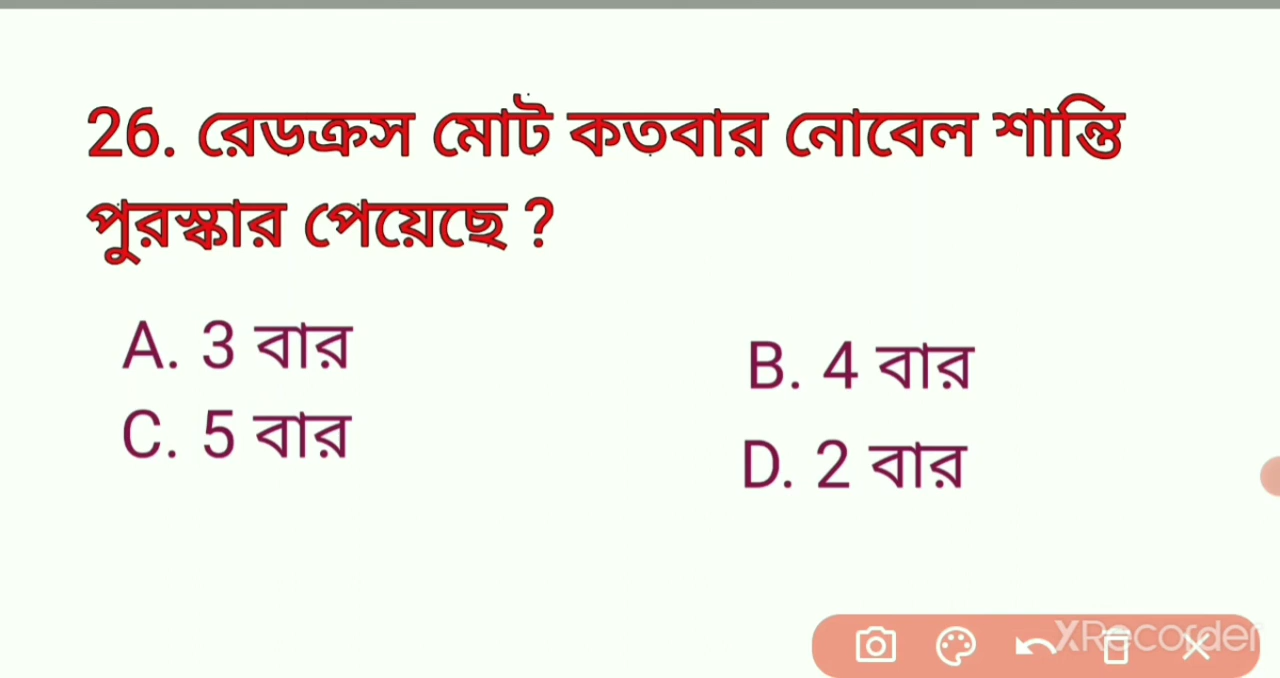 26. রেডক্রস মোট কতবার নোবেল শান্তি
পুরস্কার পেয়েছে ?
A. 3 বার
B. 4 বার
C. 5 বার
D. 2 বার
XRecorder